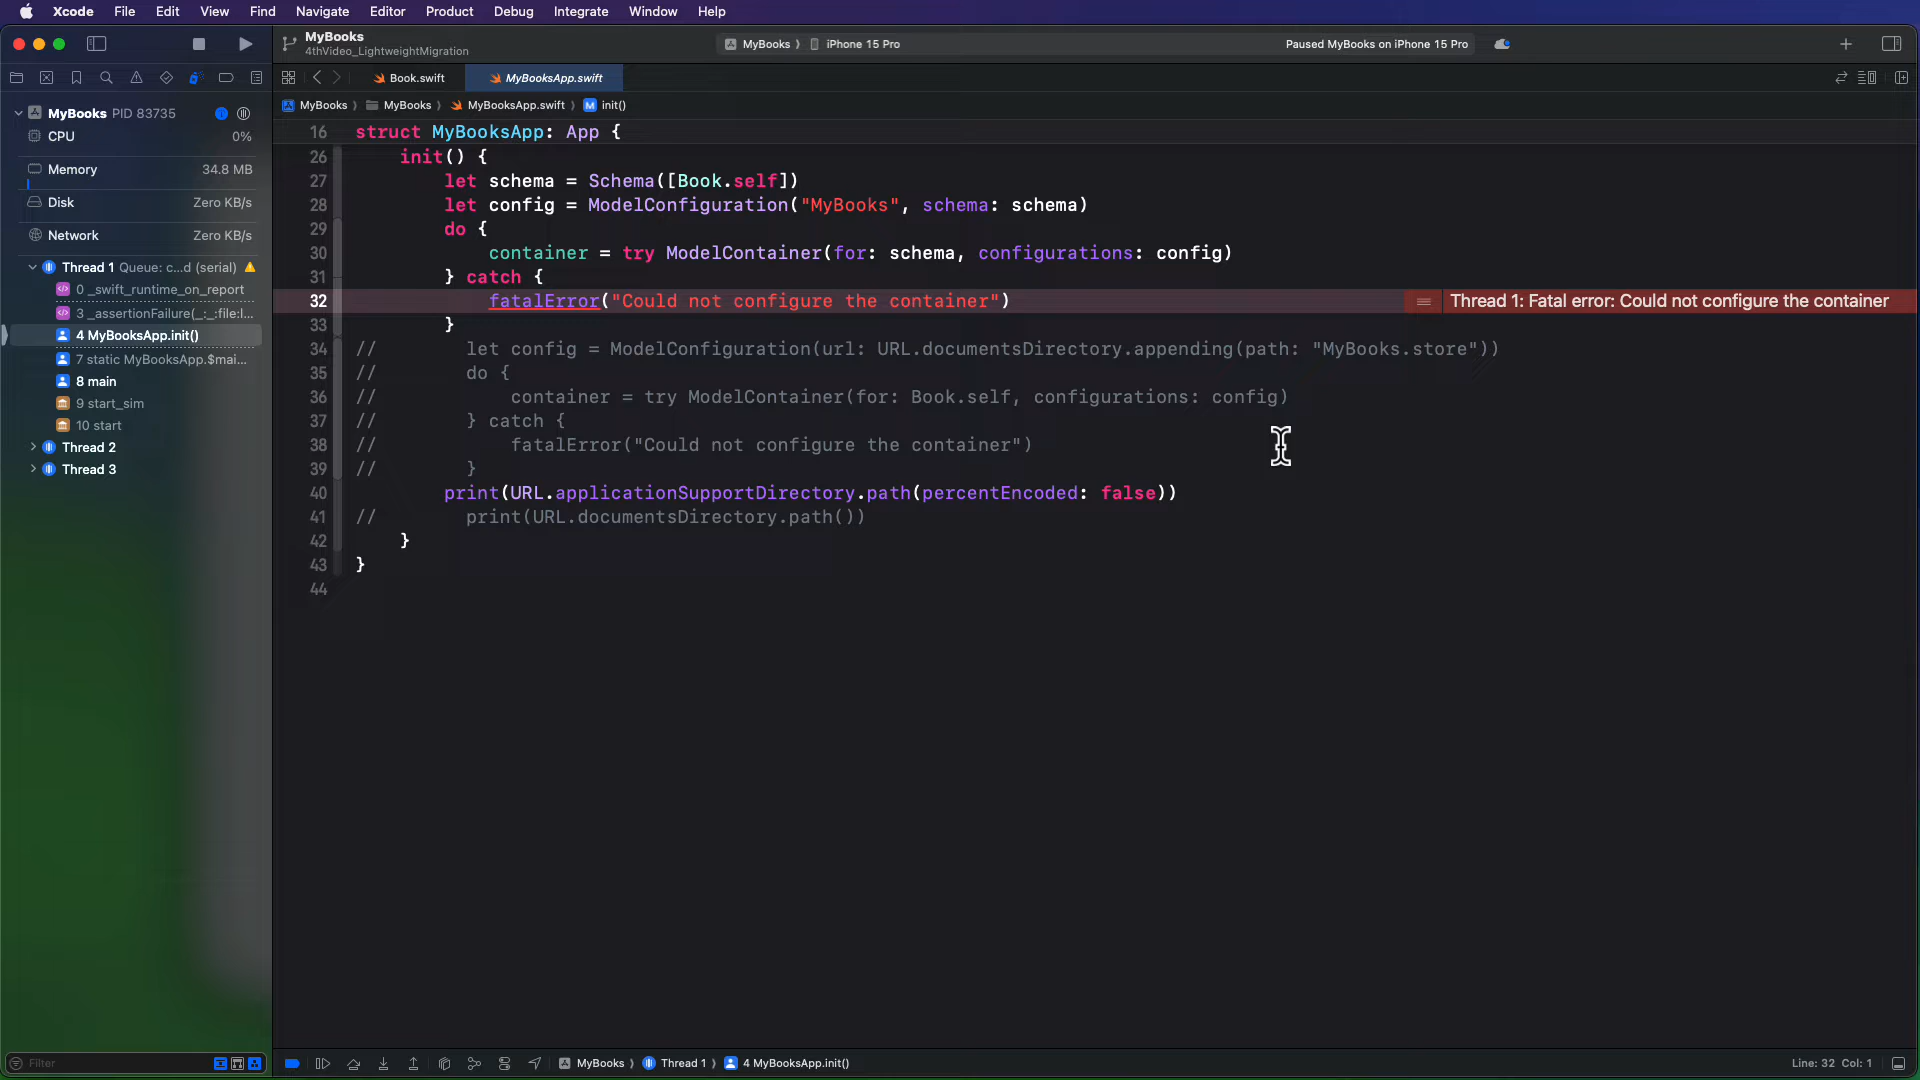 Xcode File Edit View Find Navigate Editor Product Debug Integrate Window Help
MyBooks
4thVideo_LightweightMigration
MyBooks iPhone 15 Pro
Paused MyBooks on iPhone 15 Pro
Book.swift MyBooksApp.swift
MyBooks MyBooks MyBooksApp.swift M init()
MyBooks PID 83735
CPU 0%
Memory 34.8 MB
Disk Zero KB/s
Network Zero KB/s
Thread 1 Queue: c...d (serial)
0 _swift_runtime_on_report
3 _assertionFailure(_:_:file:l...
4 MyBooksApp.init()
7 static MyBooksApp.$mai...
8 main
9 start_sim
10 start
Thread 2
Thread 3
16 struct MyBooksApp: App {
26     init() {
27         let schema = Schema([Book.self])
28         let config = ModelConfiguration("MyBooks", schema: schema)
29         do {
30             container = try ModelContainer(for: schema, configurations: config)
31         } catch {
32             fatalError("Could not configure the container") Thread 1: Fatal error: Could not configure the container
33         }
34 //        let config = ModelConfiguration(url: URL.documentsDirectory.appending(path: "MyBooks.store"))
35 //        do {
36 //            container = try ModelContainer(for: Book.self, configurations: config)
37 //        } catch {
38 //            fatalError("Could not configure the container")
39 //        }
40         print(URL.applicationSupportDirectory.path(percentEncoded: false))
41 //        print(URL.documentsDirectory.path())
42     }
43 }
44
Filter
MyBooks Thread 1 4 MyBooksApp.init()
Line: 32 Col: 1